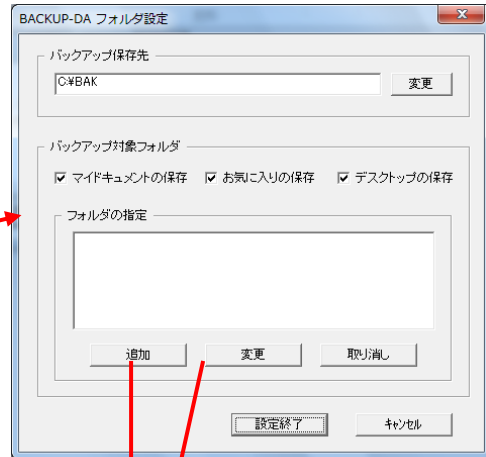 BACKUP-DA フォルダ設定
バックアップ保存先
C:¥BAK
変更
バックアップ対象フォルダ
マイドキュメントの保存 お気に入りの保存 デスクトップの保存
フォルダの指定
追加 変更 取り消し
設定終了 キャンセル